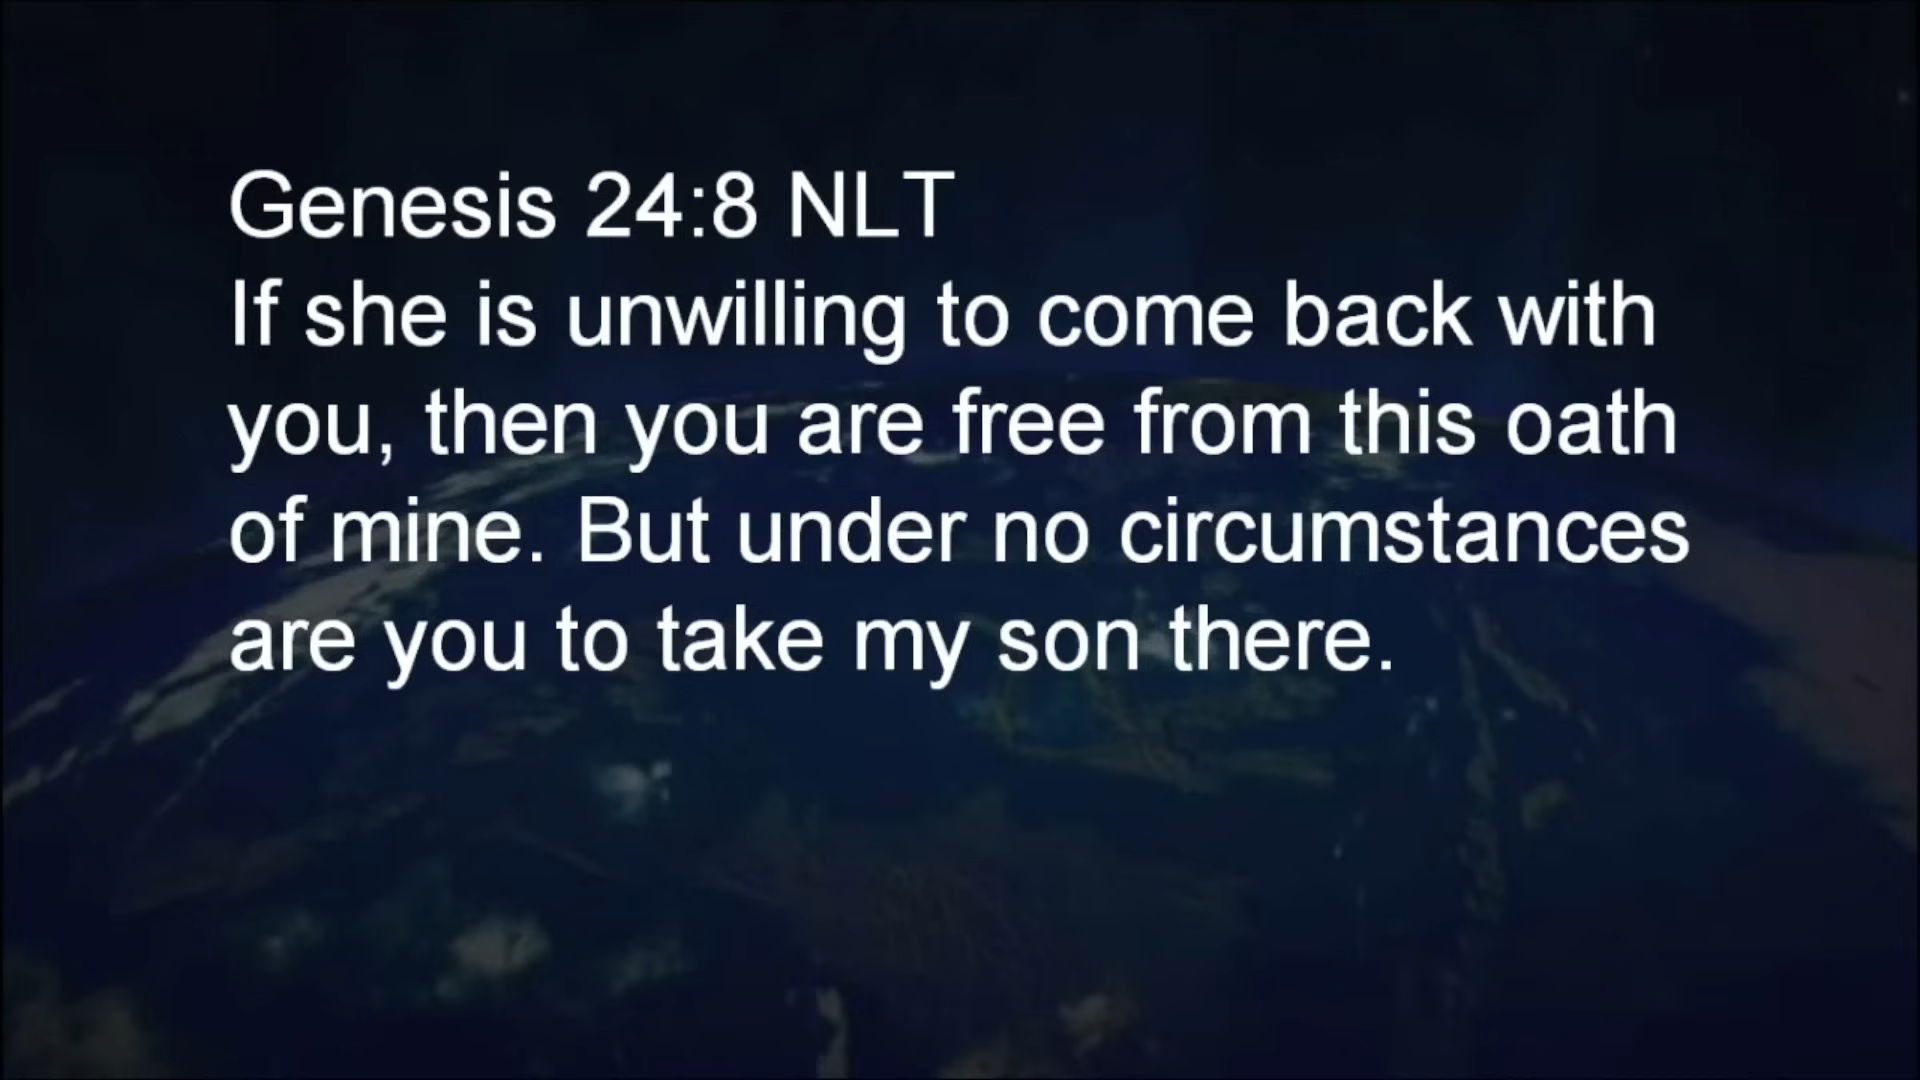 Genesis 24:8 NLT
If she is unwilling to come back with
you, then you are free from this oath
of mine. But under no circumstances
are you to take my son there.